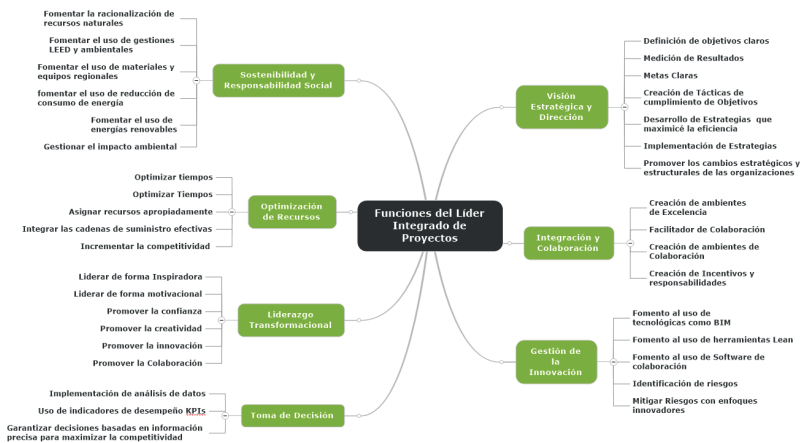 Funciones del Líder
Integrado de
Proyectos
Sostenibilidad y
Responsabilidad Social
Fomentar la racionalización de
recursos naturales
Fomentar el uso de gestiones
LEED y ambientales
Fomentar el uso de materiales y
equipos regionales
fomentar el uso de reducción de
consumo de energía
Fomentar el uso de
energías renovables
Gestionar el impacto ambiental
Optimización
de Recursos
Optimizar tiempos
Optimizar Tiempos
Asignar recursos apropiadamente
Integrar las cadenas de suministro efectivas
Incrementar la competitividad
Liderazgo
Transformacional
Liderar de forma Inspiradora
Liderar de forma motivacional
Promover la confianza
Promover la creatividad
Promover la innovación
Promover la Colaboración
Toma de Decisión
Implementación de análisis de datos
Uso de indicadores de desempeño KPIs
Garantizar decisiones basadas en información
precisa para maximizar la competitividad
Visión
Estratégica y
Dirección
Definición de objetivos claros
Medición de Resultados
Metas Claras
Creación de Tácticas de
cumplimiento de Objetivos
Desarrollo de Estrategias que
maximicé la eficiencia
Implementación de Estrategias
Promover los cambios estratégicos y
estructurales de las organizaciones
Integración y
Colaboración
Creación de ambientes
de Excelencia
Facilitador de Colaboración
Creación de ambientes de
Colaboración
Creación de Incentivos y
responsabilidades
Gestión de
la
Innovación
Fomento al uso de
tecnológicas como BIM
Fomento al uso de herramientas Lean
Fomento al uso de Software de
colaboración
Identificación de riesgos
Mitigar Riesgos con enfoques
innovadores